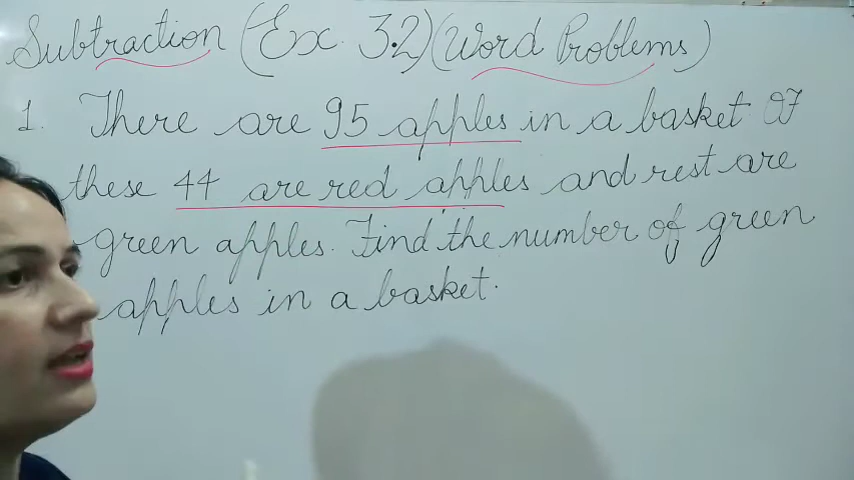 Subtraction (Ex. 3.2) (Word Problems)
1. There are 95 apples in a basket Of
these 44 are red apples and rest are
green apples. Find the number of green
apples in a basket.